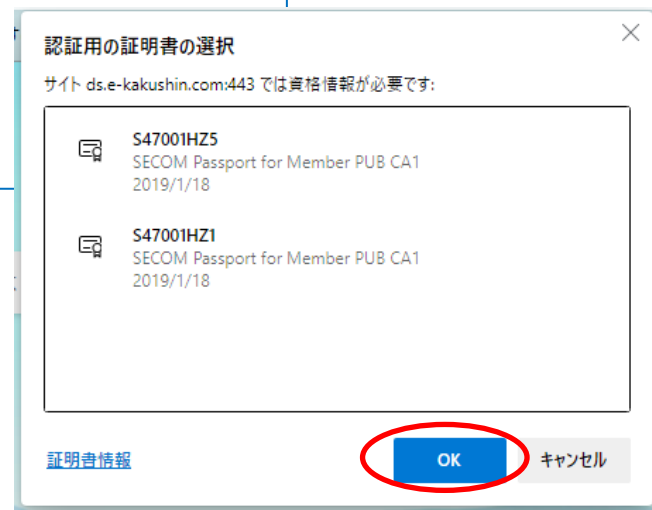 認証用の証明書の選択
サイト ds.e-kakushin.com:443 では資格情報が必要です:
S47001HZ5
SECOM Passport for Member PUB CA1
2019/1/18
S47001HZ1
SECOM Passport for Member PUB CA1
2019/1/18
証明書情報
OK
キャンセル